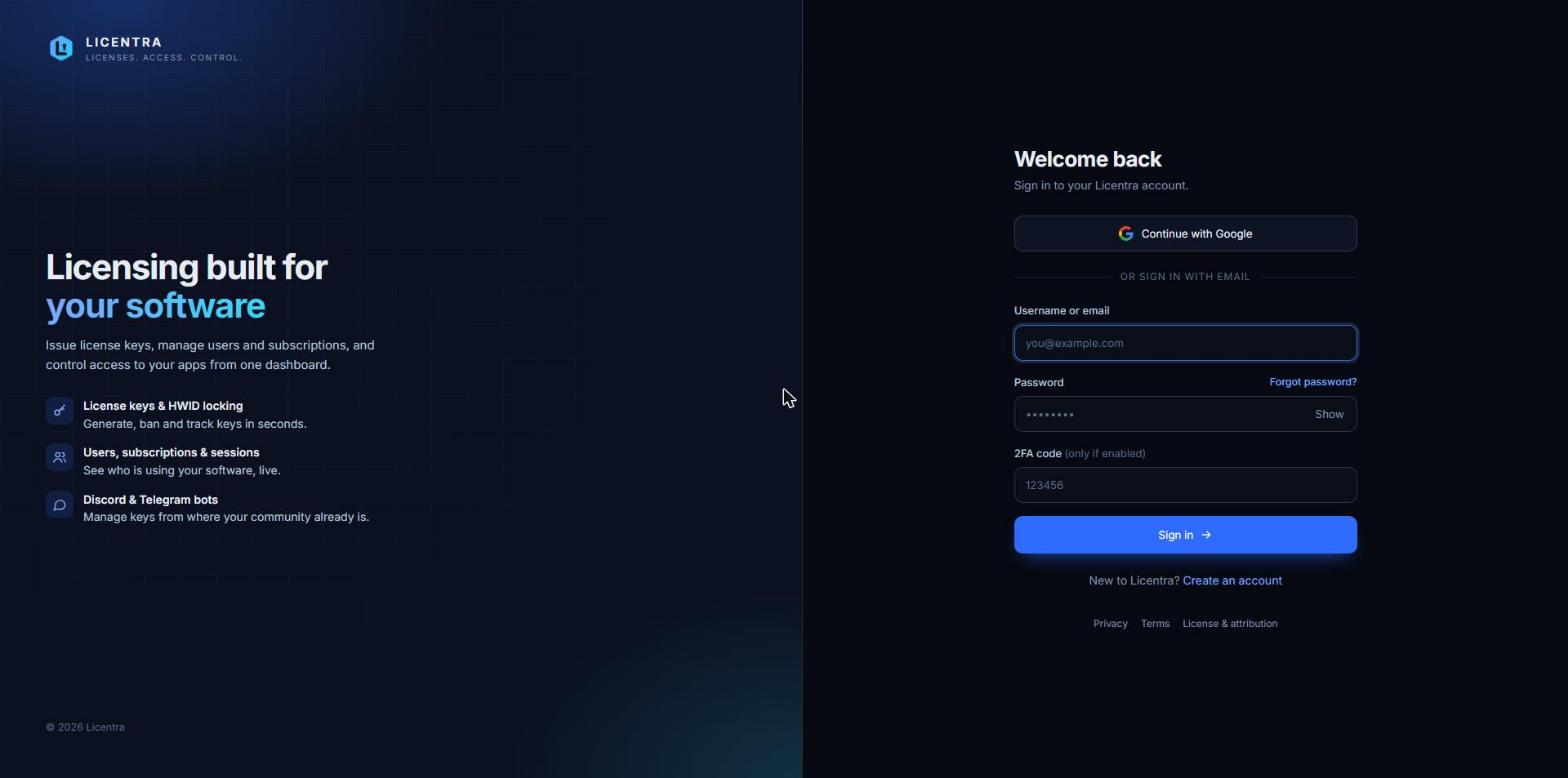 LICENTRA
LICENSES. ACCESS. CONTROL.
Licensing built for
your software
Issue license keys, manage users and subscriptions, and
control access to your apps from one dashboard.
License keys & HWID locking
Generate, ban and track keys in seconds.
Users, subscriptions & sessions
See who is using your software, live.
Discord & Telegram bots
Manage keys from where your community already is.
© 2026 Licentra
Welcome back
Sign in to your Licentra account.
Continue with Google
OR SIGN IN WITH EMAIL
Username or email
you@example.com
Password Forgot password?
•••••••• Show
2FA code (only if enabled)
123456
Sign in →
New to Licentra? Create an account
Privacy Terms License & attribution